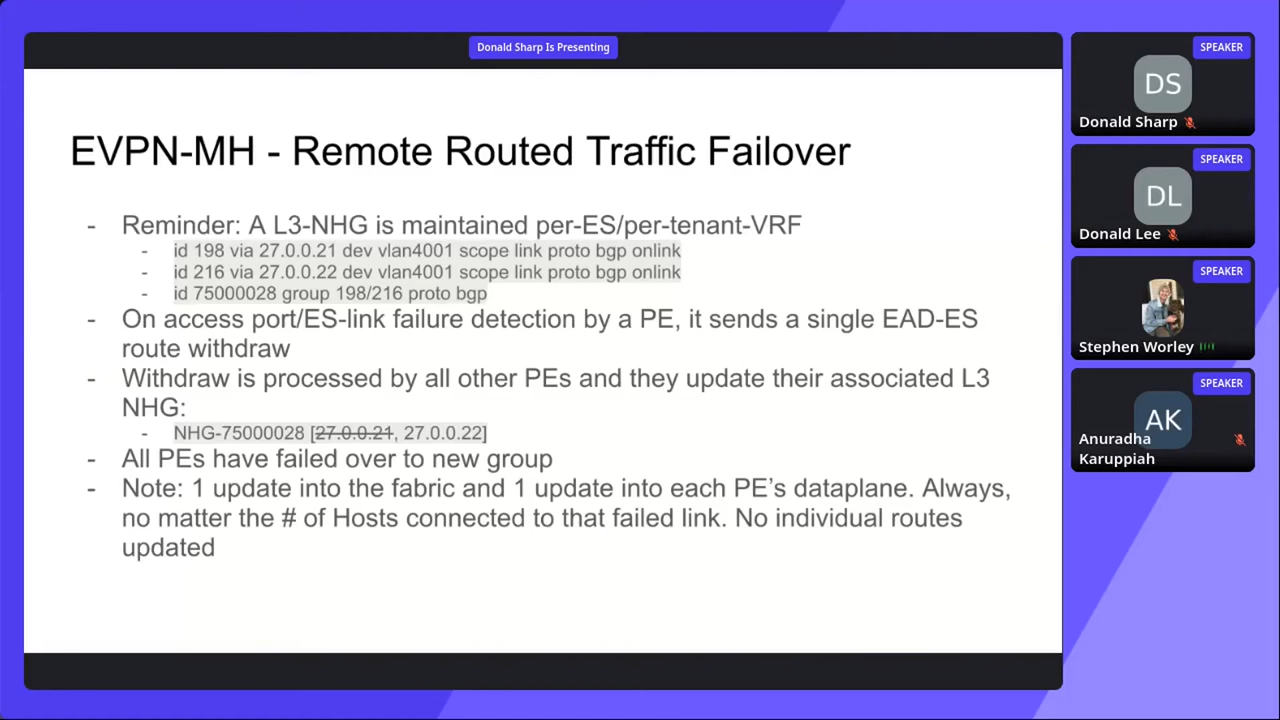 Donald Sharp Is Presenting
EVPN-MH - Remote Routed Traffic Failover
- Reminder: A L3-NHG is maintained per-ES/per-tenant-VRF
- id 198 via 27.0.0.21 dev vlan4001 scope link proto bgp onlink
- id 216 via 27.0.0.22 dev vlan4001 scope link proto bgp onlink
- id 75000028 group 198/216 proto bgp
- On access port/ES-link failure detection by a PE, it sends a single EAD-ES
route withdraw
- Withdraw is processed by all other PEs and they update their associated L3
NHG:
- NHG-75000028 [27.0.0.21, 27.0.0.22]
- All PEs have failed over to new group
- Note: 1 update into the fabric and 1 update into each PE's dataplane. Always,
no matter the # of Hosts connected to that failed link. No individual routes
updated
SPEAKER
DS
Donald Sharp
SPEAKER
DL
Donald Lee
SPEAKER
Stephen Worley
SPEAKER
AK
Anuradha
Karuppiah